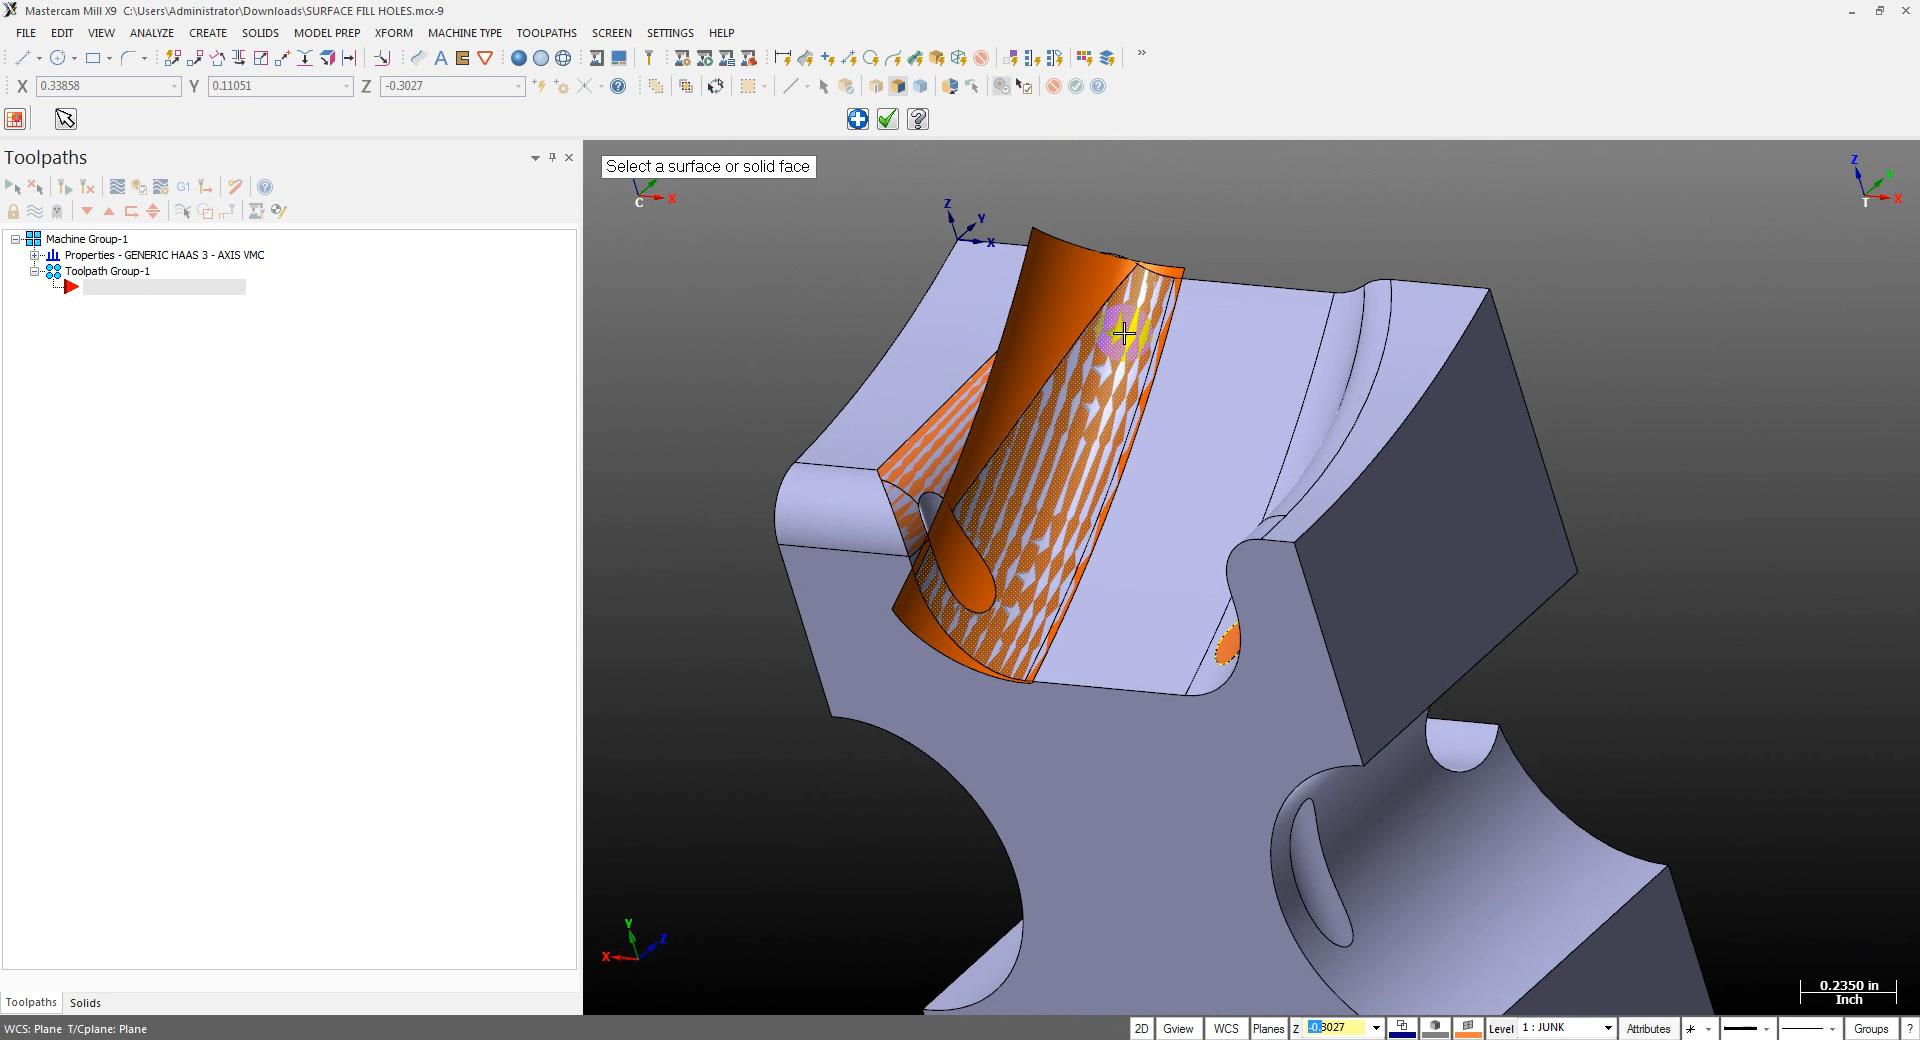 Mastercam Mill X9 C:\Users\Administrator\Downloads\SURFACE FILL HOLES.mcx-9
FILE EDIT VIEW ANALYZE CREATE SOLIDS MODEL PREP XFORM MACHINE TYPE TOOLPATHS SCREEN SETTINGS HELP
X 0.33858 Y 0.11051 Z -0.3027
Toolpaths
G1
Machine Group-1
Properties - GENERIC HAAS 3 - AXIS VMC
Toolpath Group-1
Select a surface or solid face
C X
Z Y X
Z Y X T
Y Z X
0.2350 in
Inch
Toolpaths Solids
WCS: Plane T/Cplane: Plane
2D Gview WCS Planes Z -0.3027 Level 1 : JUNK Attributes Groups ?